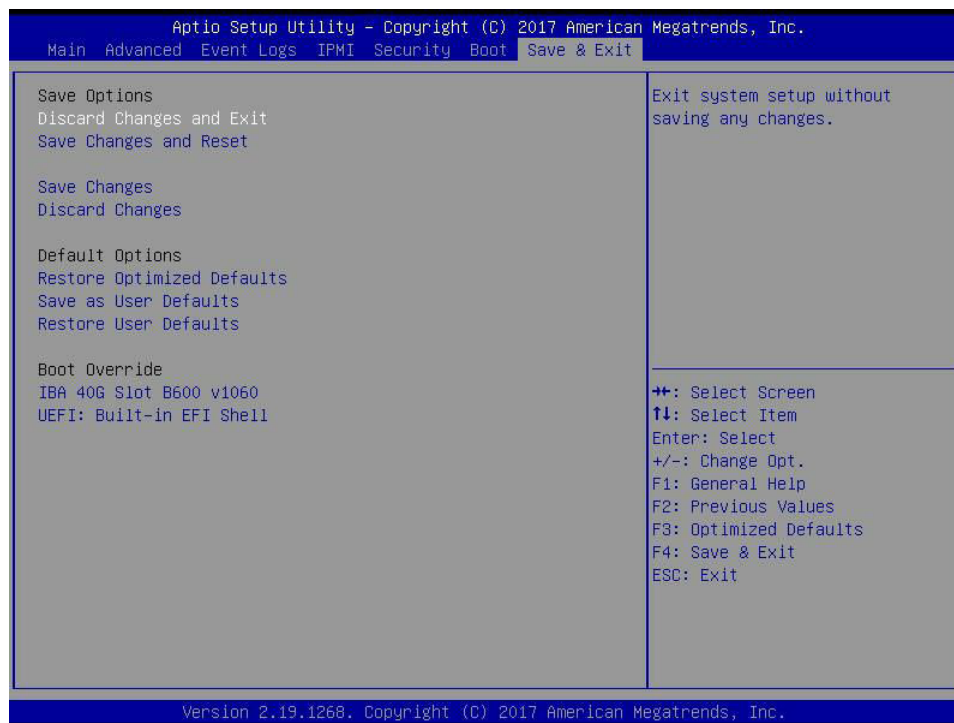 Aptio Setup Utility – Copyright (C) 2017 American Megatrends, Inc.
Main Advanced Event Logs IPMI Security Boot Save & Exit
Save Options
Discard Changes and Exit
Save Changes and Reset
Save Changes
Discard Changes
Default Options
Restore Optimized Defaults
Save as User Defaults
Restore User Defaults
Boot Override
IBA 40G Slot B600 v1060
UEFI: Built-in EFI Shell
Exit system setup without
saving any changes.
→←: Select Screen
↑↓: Select Item
Enter: Select
+/-: Change Opt.
F1: General Help
F2: Previous Values
F3: Optimized Defaults
F4: Save & Exit
ESC: Exit
Version 2.19.1268. Copyright (C) 2017 American Megatrends, Inc.